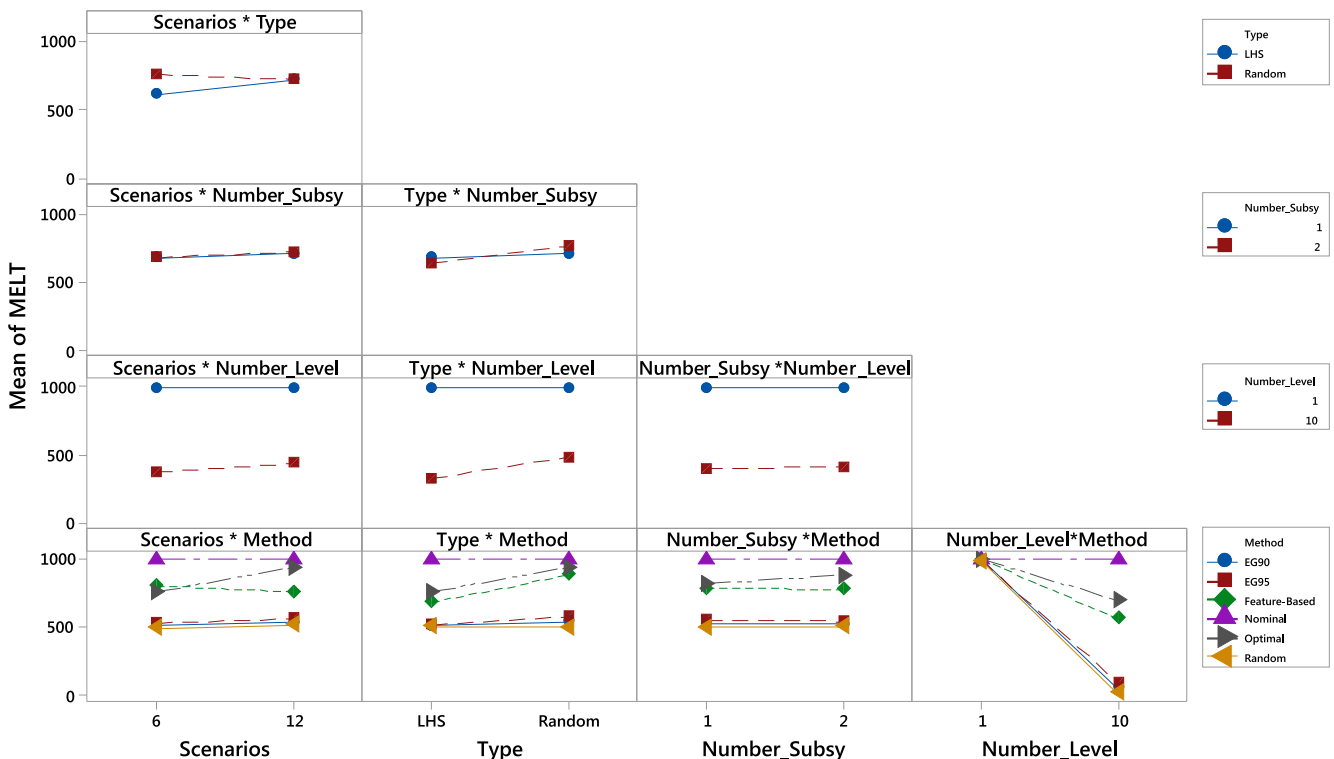 Scenarios * Type
1000
500
0
Type
LHS
Random
Scenarios * Number_Subsy
Type * Number_Subsy
1000
500
0
Number_Subsy
1
2
Mean of MELT
Scenarios * Number_Level
Type * Number_Level
Number_Subsy *Number_Level
1000
500
0
Number_Level
1
10
Scenarios * Method
Type * Method
Number_Subsy *Method
Number_Level*Method
1000
500
0
Method
EG90
EG95
Feature-Based
Nominal
Optimal
Random
6
12
LHS
Random
1
2
1
10
Scenarios
Type
Number_Subsy
Number_Level